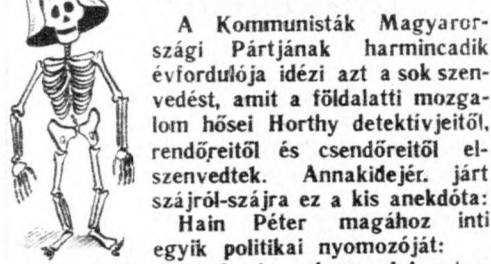 A Kommunisták Magyaror-
szági Pártjának harmincadik
évfordulója idézi azt a sok szen-
vedést, amit a földalatti mozga-
lom hősei Horthy detektívjeitől,
rendőreitől és csendőreitől el-
szenvedtek. Annakidején járt
szájról-szájra ez a kis anekdóta:
Hain Péter magához inti
egyik politikai nyomozóját: